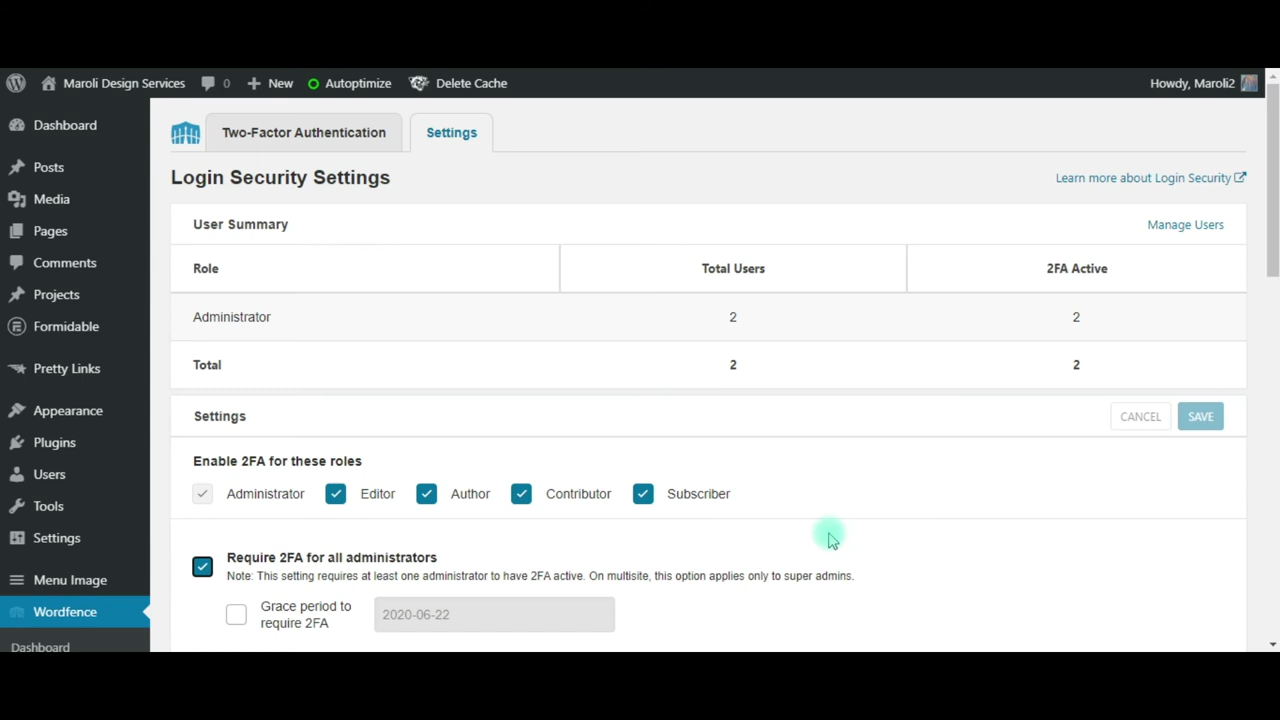 Maroli Design Services 0 New Autoptimize Delete Cache Howdy, Maroli2
Dashboard
Posts
Media
Pages
Comments
Projects
Formidable
Pretty Links
Appearance
Plugins
Users
Tools
Settings
Menu Image
Wordfence
Dashboard
Two-Factor Authentication Settings
Login Security Settings Learn more about Login Security
User Summary Manage Users
Role Total Users 2FA Active
Administrator 2 2
Total 2 2
Settings CANCEL SAVE
Enable 2FA for these roles
Administrator Editor Author Contributor Subscriber
Require 2FA for all administrators
Note: This setting requires at least one administrator to have 2FA active. On multisite, this option applies only to super admins.
Grace period to
require 2FA
2020-06-22